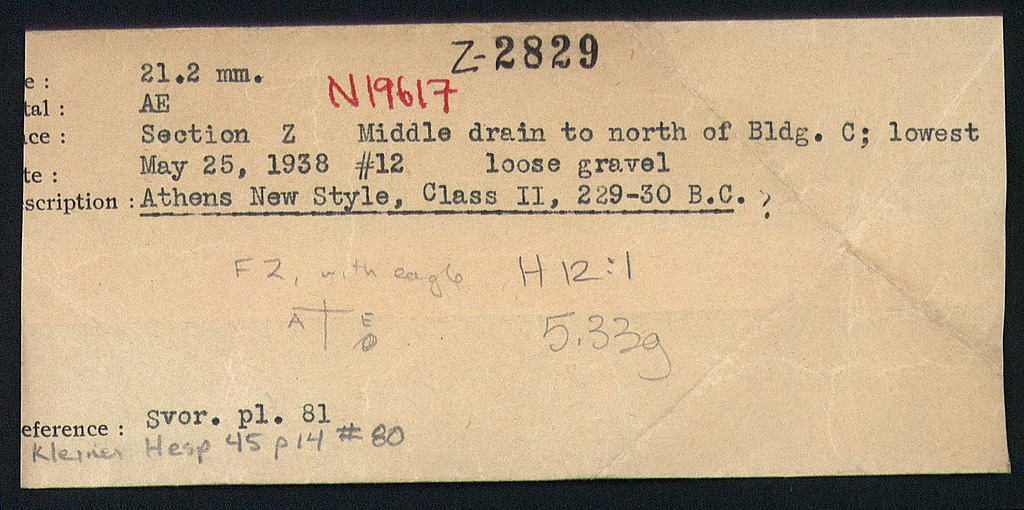 Z-2829
e : 21.2 mm.
N19617
tal : AE
ce : Section Z Middle drain to north of Bldg. C; lowest
te : May 25, 1938 #12 loose gravel
scription : Athens New Style, Class II, 229-30 B.C. ?
F 2, with eagle H 12:1
A E
5.33g
eference : Svor. pl. 81
Kleiner Hesp 45 p14 #80